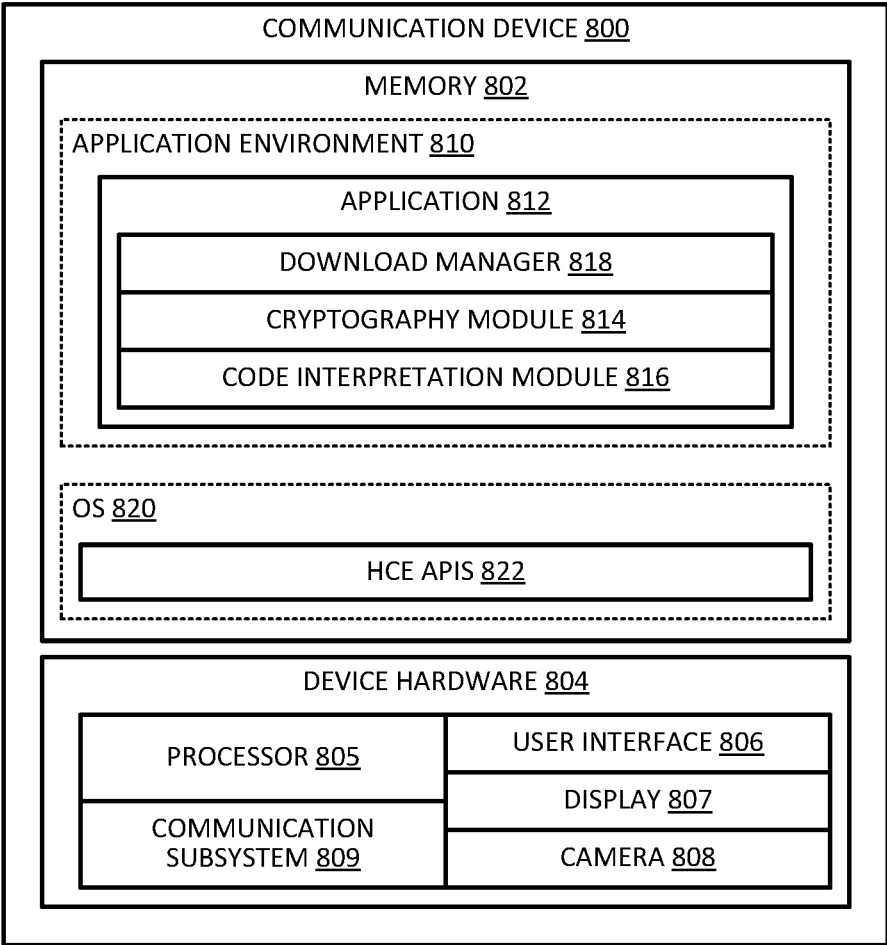 COMMUNICATION DEVICE 800
MEMORY 802
APPLICATION ENVIRONMENT 810
APPLICATION 812
DOWNLOAD MANAGER 818
CRYPTOGRAPHY MODULE 814
CODE INTERPRETATION MODULE 816
OS 820
HCE APIS 822
DEVICE HARDWARE 804
PROCESSOR 805
COMMUNICATION
SUBSYSTEM 809
USER INTERFACE 806
DISPLAY 807
CAMERA 808